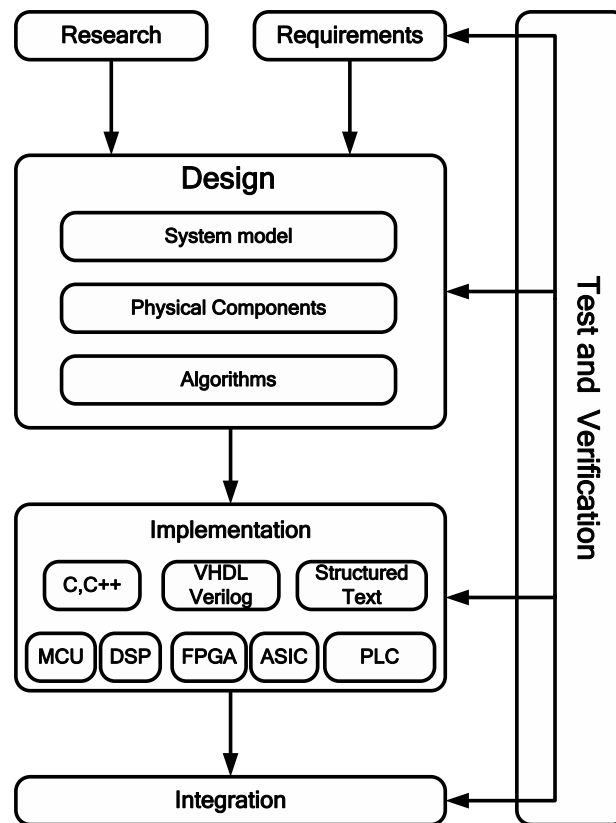 Research
Requirements
Design
System model
Physical Components
Algorithms
Implementation
C,C++
VHDL
Verilog
Structured
Text
MCU
DSP
FPGA
ASIC
PLC
Integration
Test and Verification